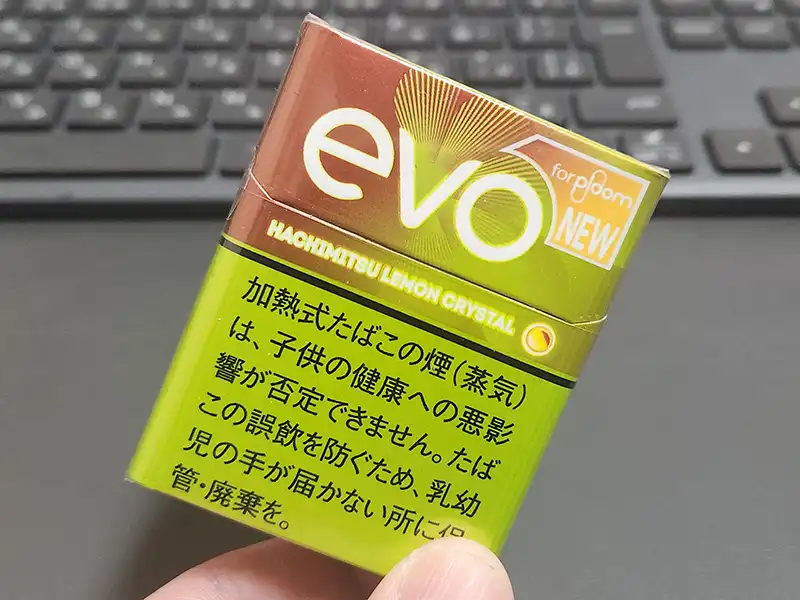 evo
for ploom
NEW
HACHIMITSU LEMON CRYSTAL
加熱式たばこの煙（蒸気）
は、子供の健康への悪影
響が否定できません。たば
この誤飲を防ぐため、乳幼
児の手が届かない所に保
管・廃棄を。